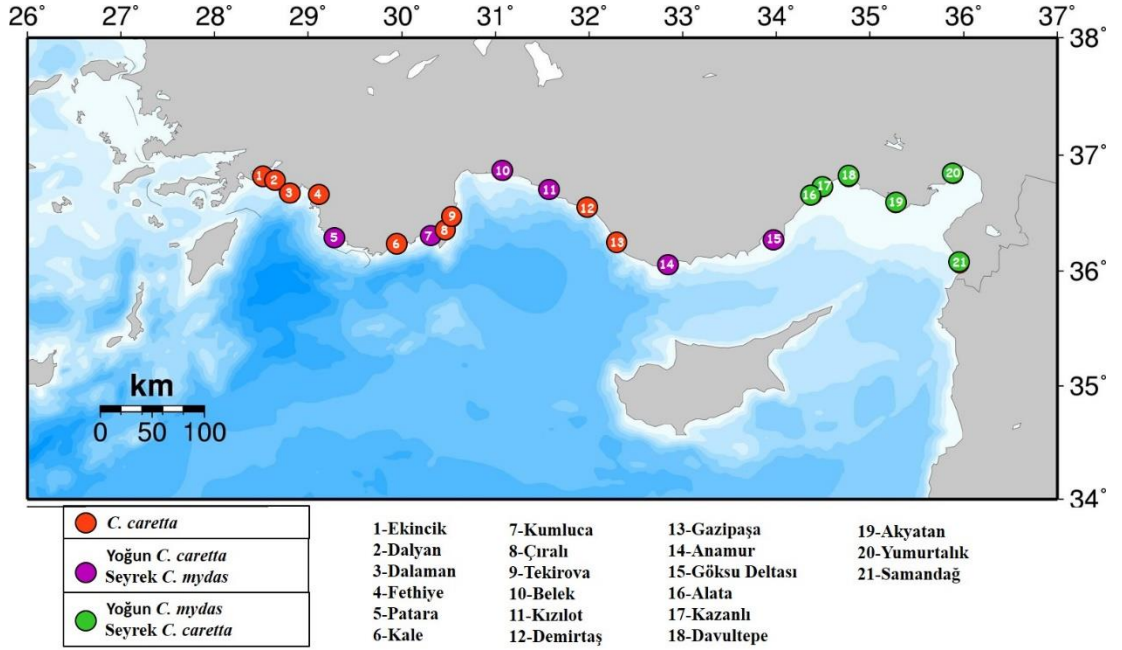 26° 27° 28° 29° 30° 31° 32° 33° 34° 35° 36° 37°
38°
37°
36°
35°
34°
1 2 3 4 5 6 7 8 9 10 11 12 13 14 15 16 17 18 19 20 21
km
0 50 100
C. caretta
Yoğun C. caretta
Seyrek C. mydas
Yoğun C. mydas
Seyrek C. caretta
1-Ekincik
2-Dalyan
3-Dalaman
4-Fethiye
5-Patara
6-Kale
7-Kumluca
8-Çıralı
9-Tekirova
10-Belek
11-Kızılot
12-Demirtaş
13-Gazipaşa
14-Anamur
15-Göksu Deltası
16-Alata
17-Kazanlı
18-Davultepe
19-Akyatan
20-Yumurtalık
21-Samandağ